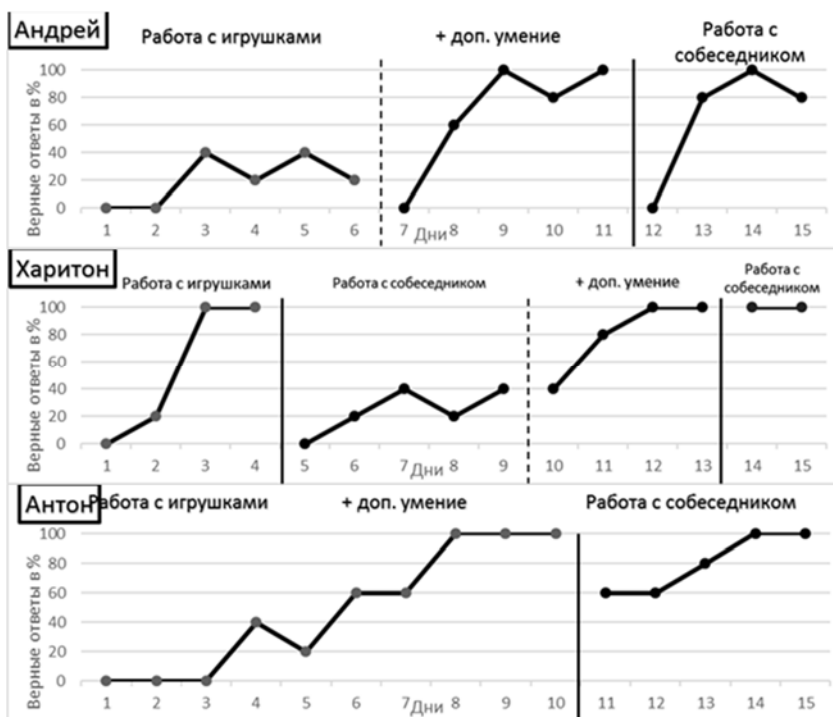 Андрей
Работа с игрушками
+ доп. умение
Работа с
собеседником
Верные ответы в %
100
80
60
40
20
0
1 2 3 4 5 6 7 8 9 10 11 12 13 14 15
Дни
Харитон
Работа с игрушками
Работа с собеседником
+ доп. умение
Работа с
собеседником
Верные ответы в %
100
80
60
40
20
0
1 2 3 4 5 6 7 8 9 10 11 12 13 14 15
Дни
Антон
Работа с игрушками
+ доп. умение
Работа с собеседником
Верные ответы в %
100
80
60
40
20
0
1 2 3 4 5 6 7 8 9 10 11 12 13 14 15
Дни